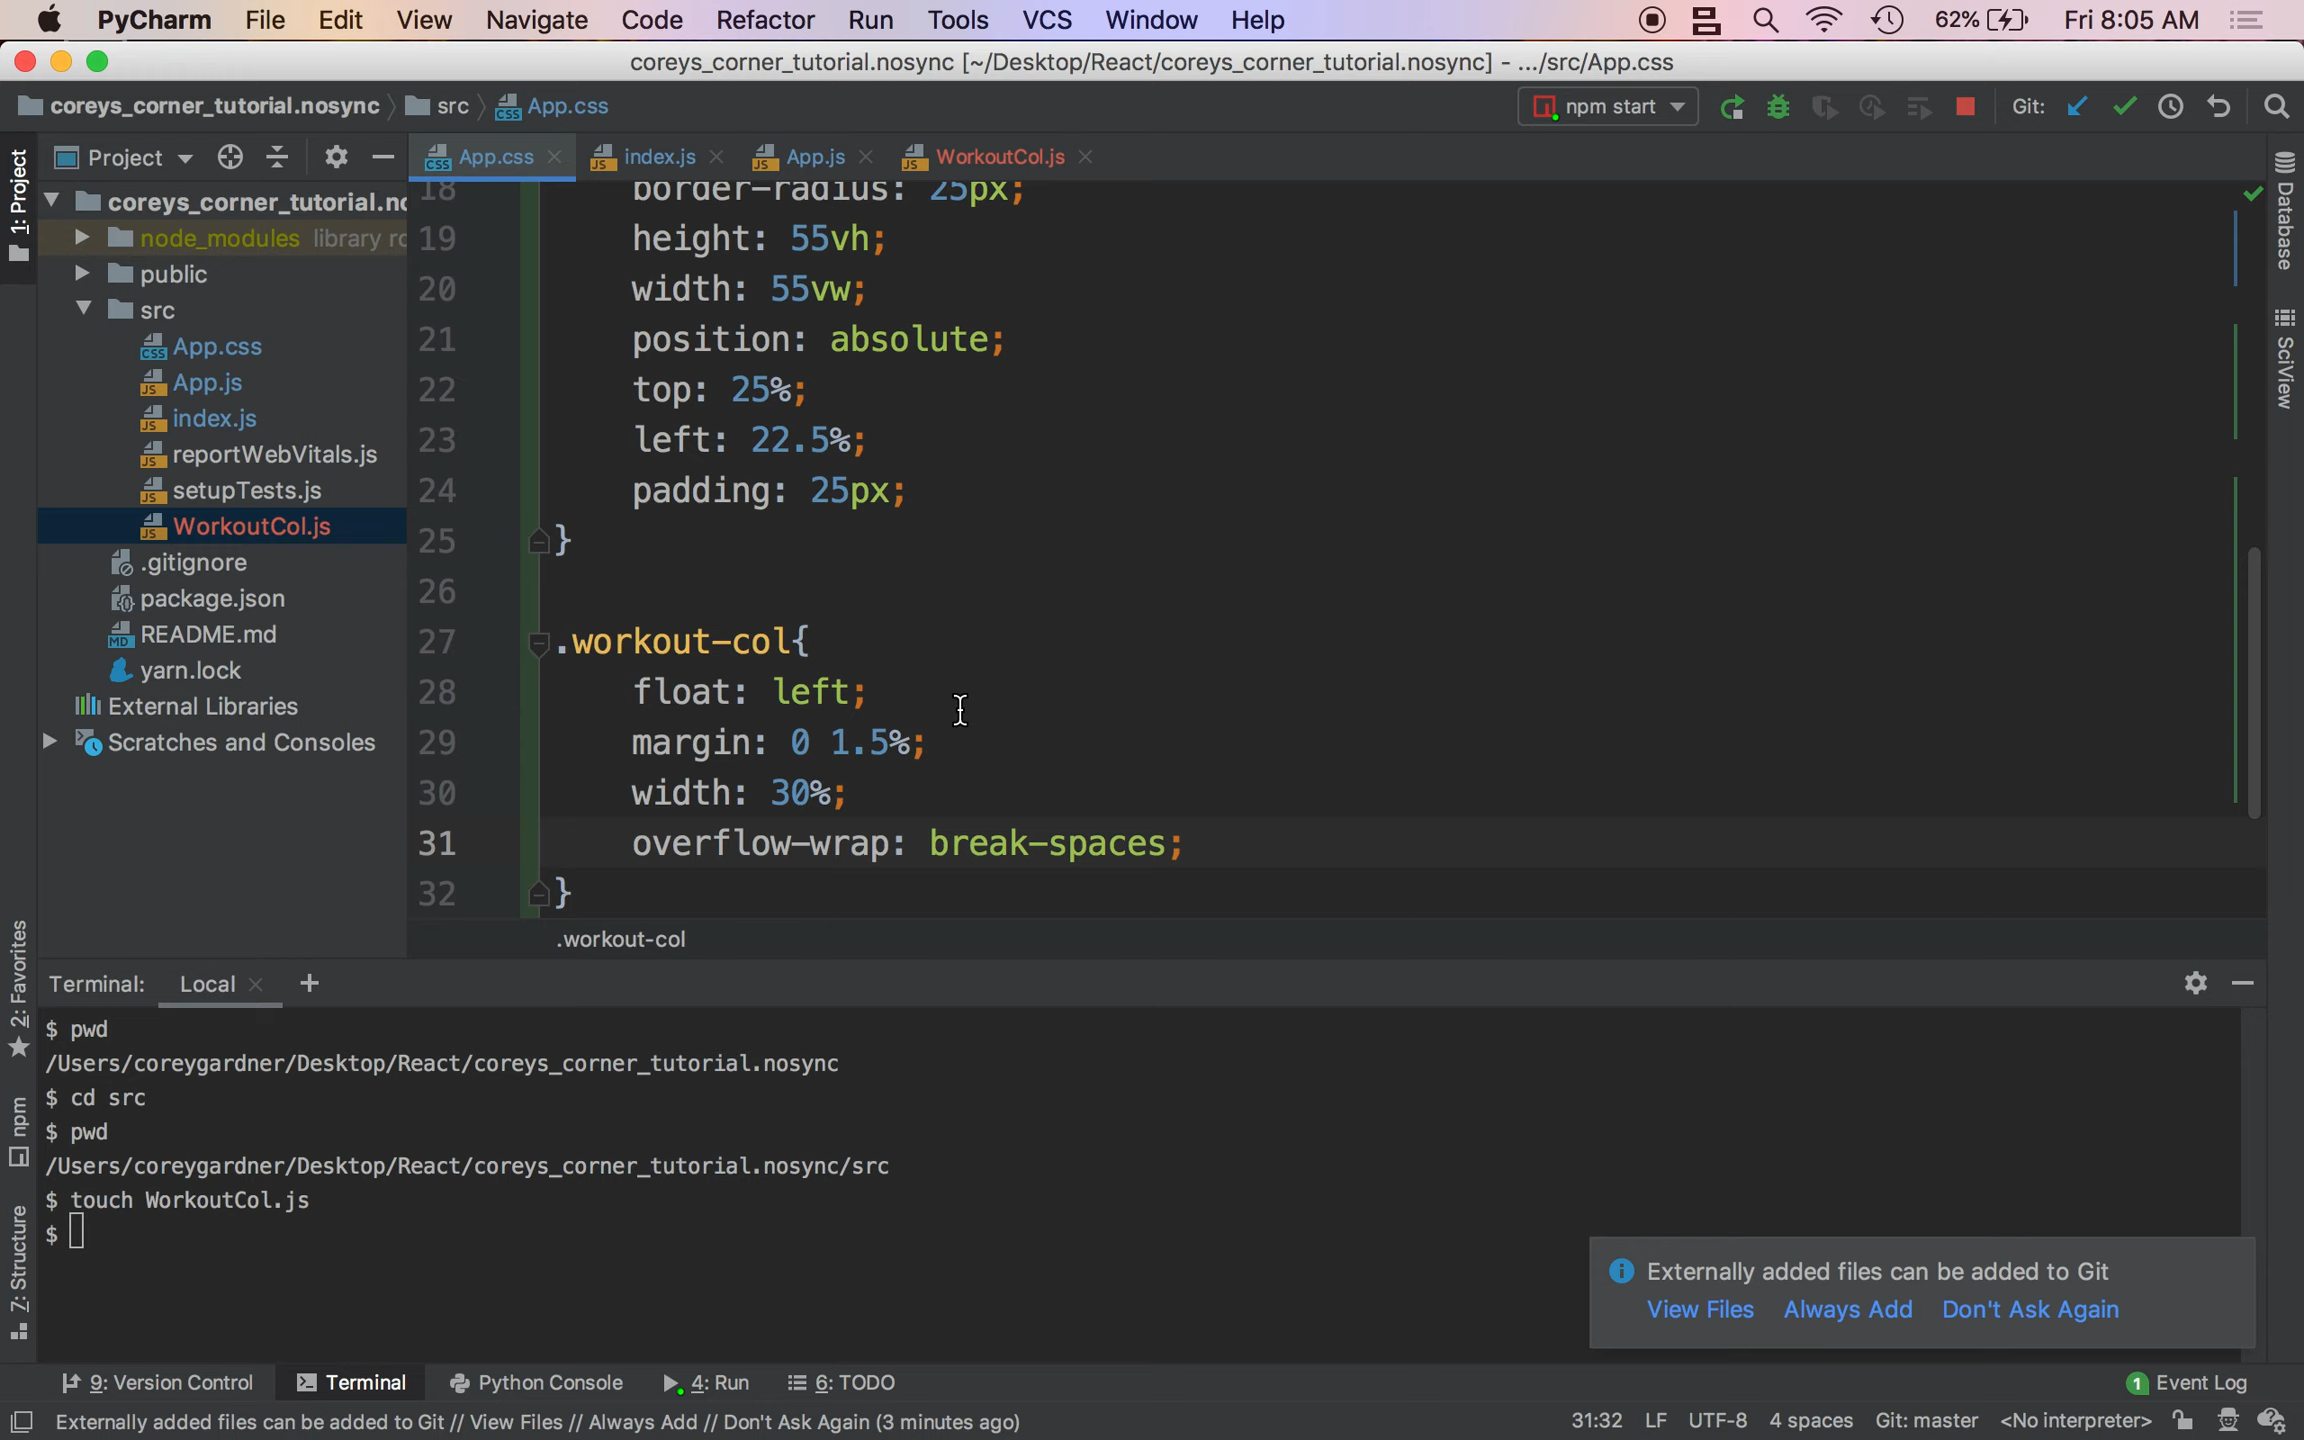 PyCharm File Edit View Navigate Code Refactor Run Tools VCS Window Help 62% Fri 8:05 AM
coreys_corner_tutorial.nosync [~/Desktop/React/coreys_corner_tutorial.nosync] - .../src/App.css
coreys_corner_tutorial.nosync src App.css npm start Git:
1: Project
Project
App.css index.js App.js WorkoutCol.js
coreys_corner_tutorial.no
node_modules library ro
public
src
App.css
App.js
index.js
reportWebVitals.js
setupTests.js
WorkoutCol.js
.gitignore
package.json
README.md
yarn.lock
External Libraries
Scratches and Consoles
18 border-radius: 25px;
19 height: 55vh;
20 width: 55vw;
21 position: absolute;
22 top: 25%;
23 left: 22.5%;
24 padding: 25px;
25 }
26
27 .workout-col{
28 float: left;
29 margin: 0 1.5%;
30 width: 30%;
31 overflow-wrap: break-spaces;
32 }
.workout-col
Database
SciView
2: Favorites
npm
7: Structure
Terminal: Local
$ pwd
/Users/coreygardner/Desktop/React/coreys_corner_tutorial.nosync
$ cd src
$ pwd
/Users/coreygardner/Desktop/React/coreys_corner_tutorial.nosync/src
$ touch WorkoutCol.js
$
Externally added files can be added to Git
View Files Always Add Don't Ask Again
9: Version Control Terminal Python Console 4: Run 6: TODO 1 Event Log
Externally added files can be added to Git // View Files // Always Add // Don't Ask Again (3 minutes ago) 31:32 LF UTF-8 4 spaces Git: master <No interpreter>